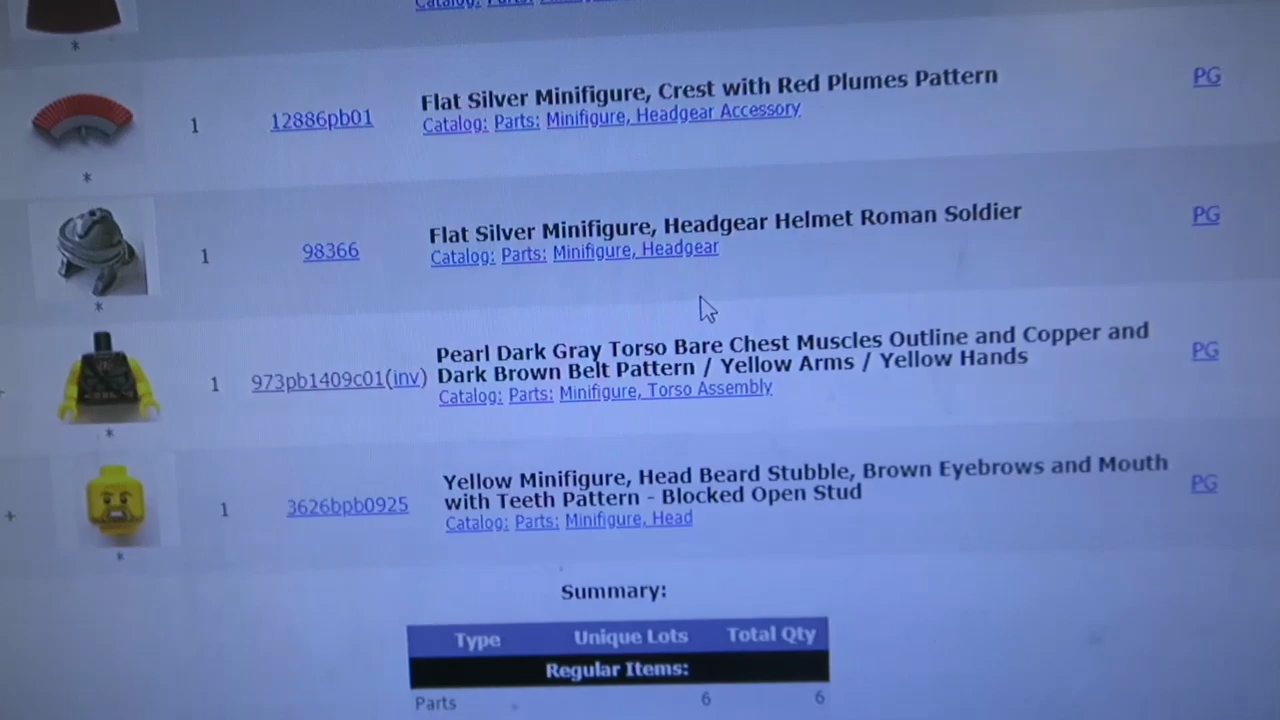 Catalog: Parts:
*
1 12886pb01 Flat Silver Minifigure, Crest with Red Plumes Pattern PG
Catalog: Parts: Minifigure, Headgear Accessory
*
1 98366 Flat Silver Minifigure, Headgear Helmet Roman Soldier PG
Catalog: Parts: Minifigure, Headgear
*
Pearl Dark Gray Torso Bare Chest Muscles Outline and Copper and
1 973pb1409c01(inv) Dark Brown Belt Pattern / Yellow Arms / Yellow Hands PG
Catalog: Parts: Minifigure, Torso Assembly
*
Yellow Minifigure, Head Beard Stubble, Brown Eyebrows and Mouth
+ 1 3626bpb0925 with Teeth Pattern - Blocked Open Stud PG
Catalog: Parts: Minifigure, Head
*
Summary:
Type Unique Lots Total Qty
Regular Items:
Parts 6 6